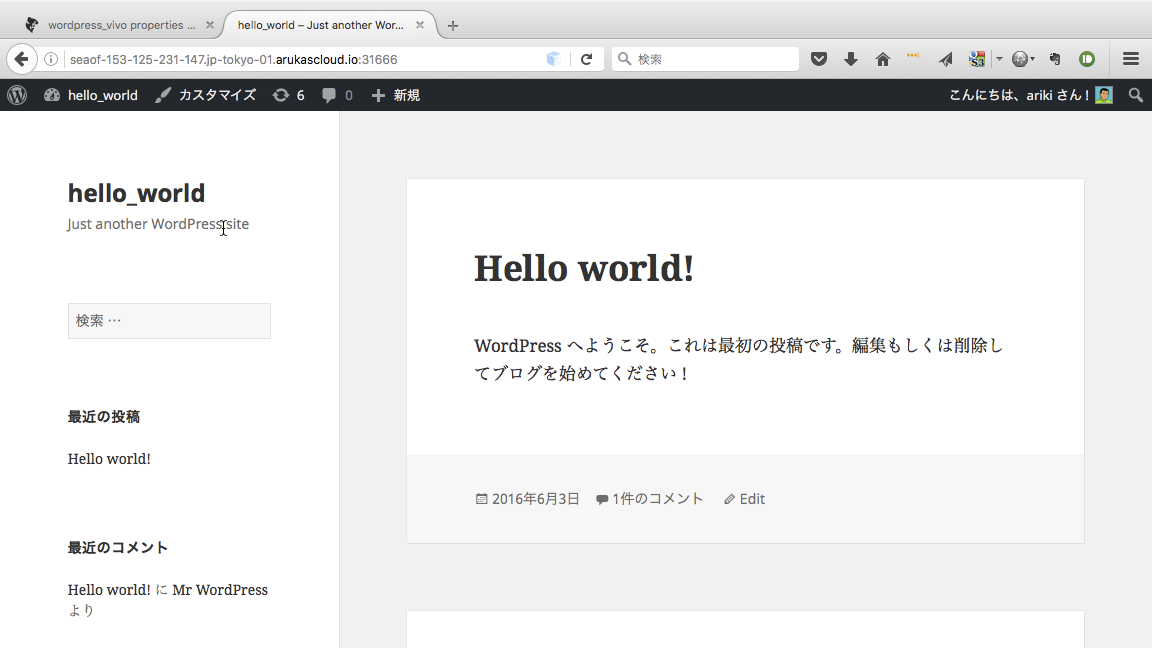 wordpress_vivo properties ...
hello_world – Just another Wor...
seaof-153-125-231-147.jp-tokyo-01.arukascloud.io:31666
検索
hello_world カスタマイズ 6 0 新規
こんにちは、ariki さん !
hello_world
Just another WordPress site
検索 …
最近の投稿
Hello world!
最近のコメント
Hello world! に Mr WordPress
より
Hello world!
WordPress へようこそ。これは最初の投稿です。編集もしくは削除し
てブログを始めてください !
2016年6月3日 1件のコメント Edit